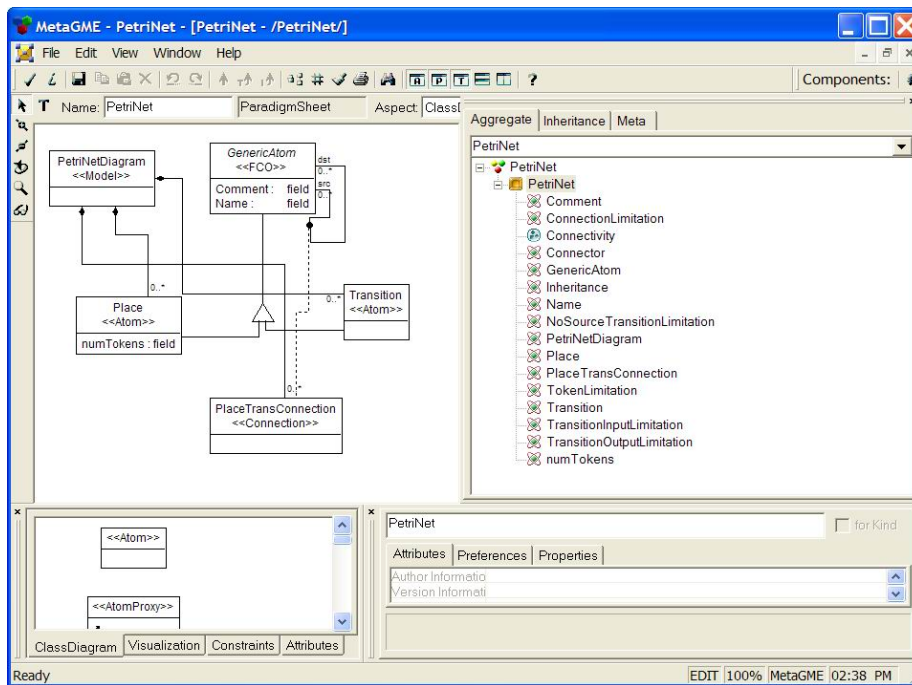 MetaGME - PetriNet - [PetriNet - /PetriNet/]
File Edit View Window Help
Components:
Name: PetriNet ParadigmSheet Aspect: ClassD
PetriNetDiagram
<<Model>>
GenericAtom
<<FCO>>
Comment : field
Name : field
dst
0..*
src
0..*
0..*
Place
<<Atom>>
numTokens : field
0..*
Transition
<<Atom>>
0..*
PlaceTransConnection
<<Connection>>
Aggregate Inheritance Meta
PetriNet
PetriNet
PetriNet
Comment
ConnectionLimitation
Connectivity
Connector
GenericAtom
Inheritance
Name
NoSourceTransitionLimitation
PetriNetDiagram
Place
PlaceTransConnection
TokenLimitation
Transition
TransitionInputLimitation
TransitionOutputLimitation
numTokens
<<Atom>>
<<AtomProxy>>
ClassDiagram Visualization Constraints Attributes
PetriNet
for Kind
Attributes Preferences Properties
Author Informatio
Version Informati
Ready
EDIT 100% MetaGME 02:38 PM